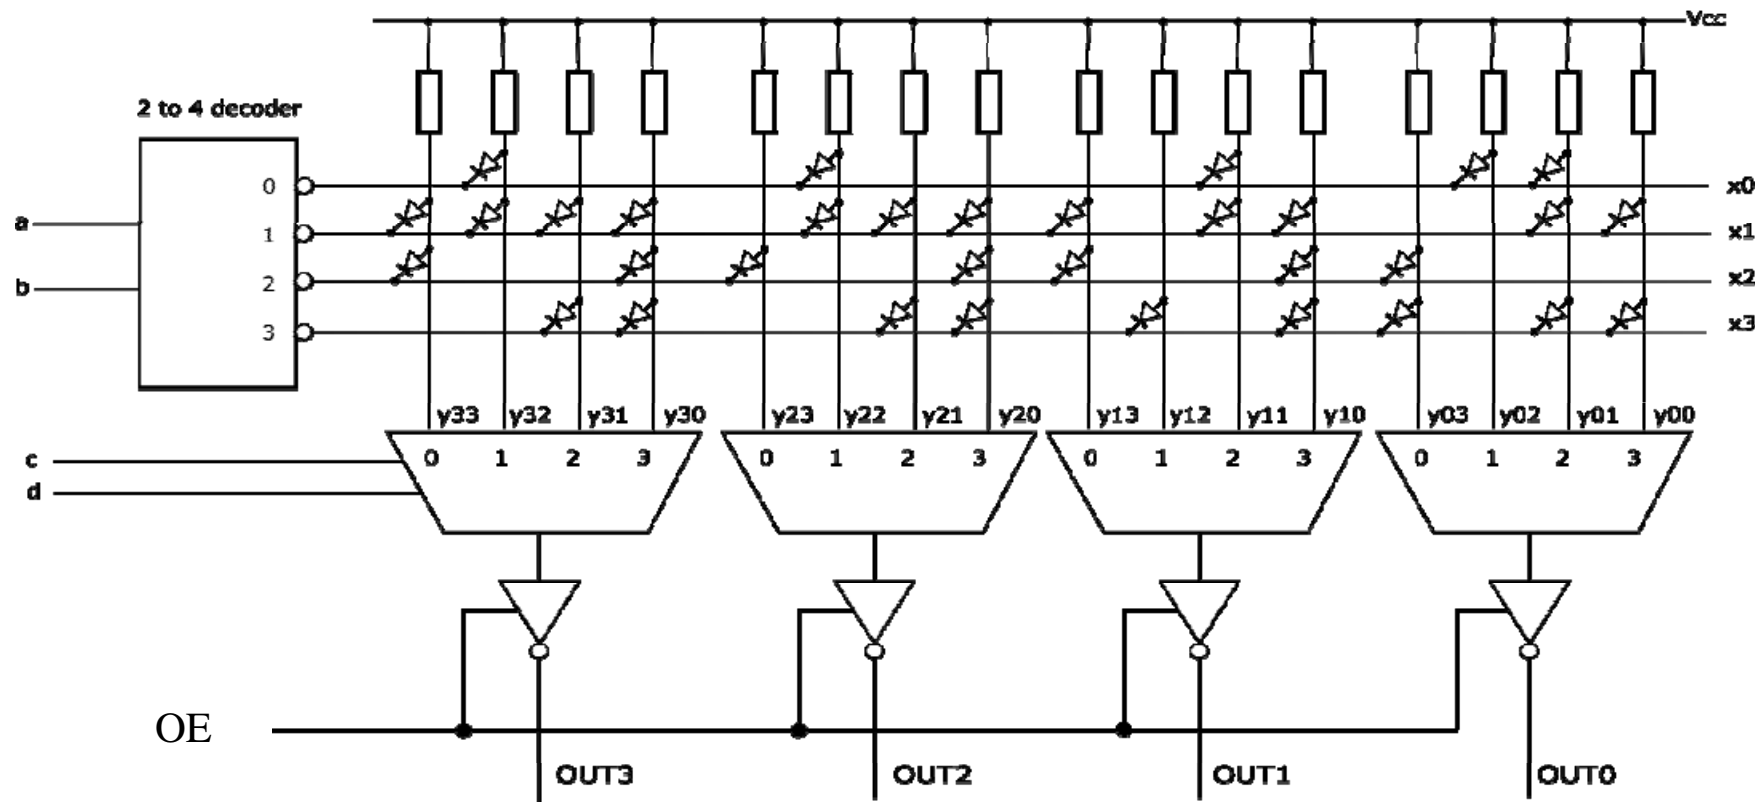 Vcc
2 to 4 decoder
0 x0
a 1 x1
b 2 x2
3 x3
y33 y32 y31 y30 y23 y22 y21 y20 y13 y12 y11 y10 y03 y02 y01 y00
c 0 1 2 3 0 1 2 3 0 1 2 3 0 1 2 3
d
OE
OUT3 OUT2 OUT1 OUT0